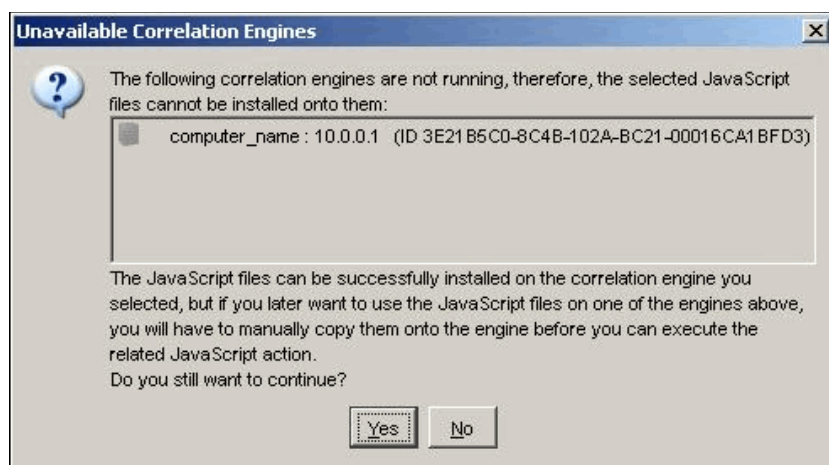 Unavailable Correlation Engines
The following correlation engines are not running, therefore, the selected JavaScript
files cannot be installed onto them:
computer_name : 10.0.0.1 (ID 3E21B5C0-8C4B-102A-BC21-00016CA1BFD3)
The JavaScript files can be successfully installed on the correlation engine you
selected, but if you later want to use the JavaScript files on one of the engines above,
you will have to manually copy them onto the engine before you can execute the
related JavaScript action.
Do you still want to continue?
Yes No